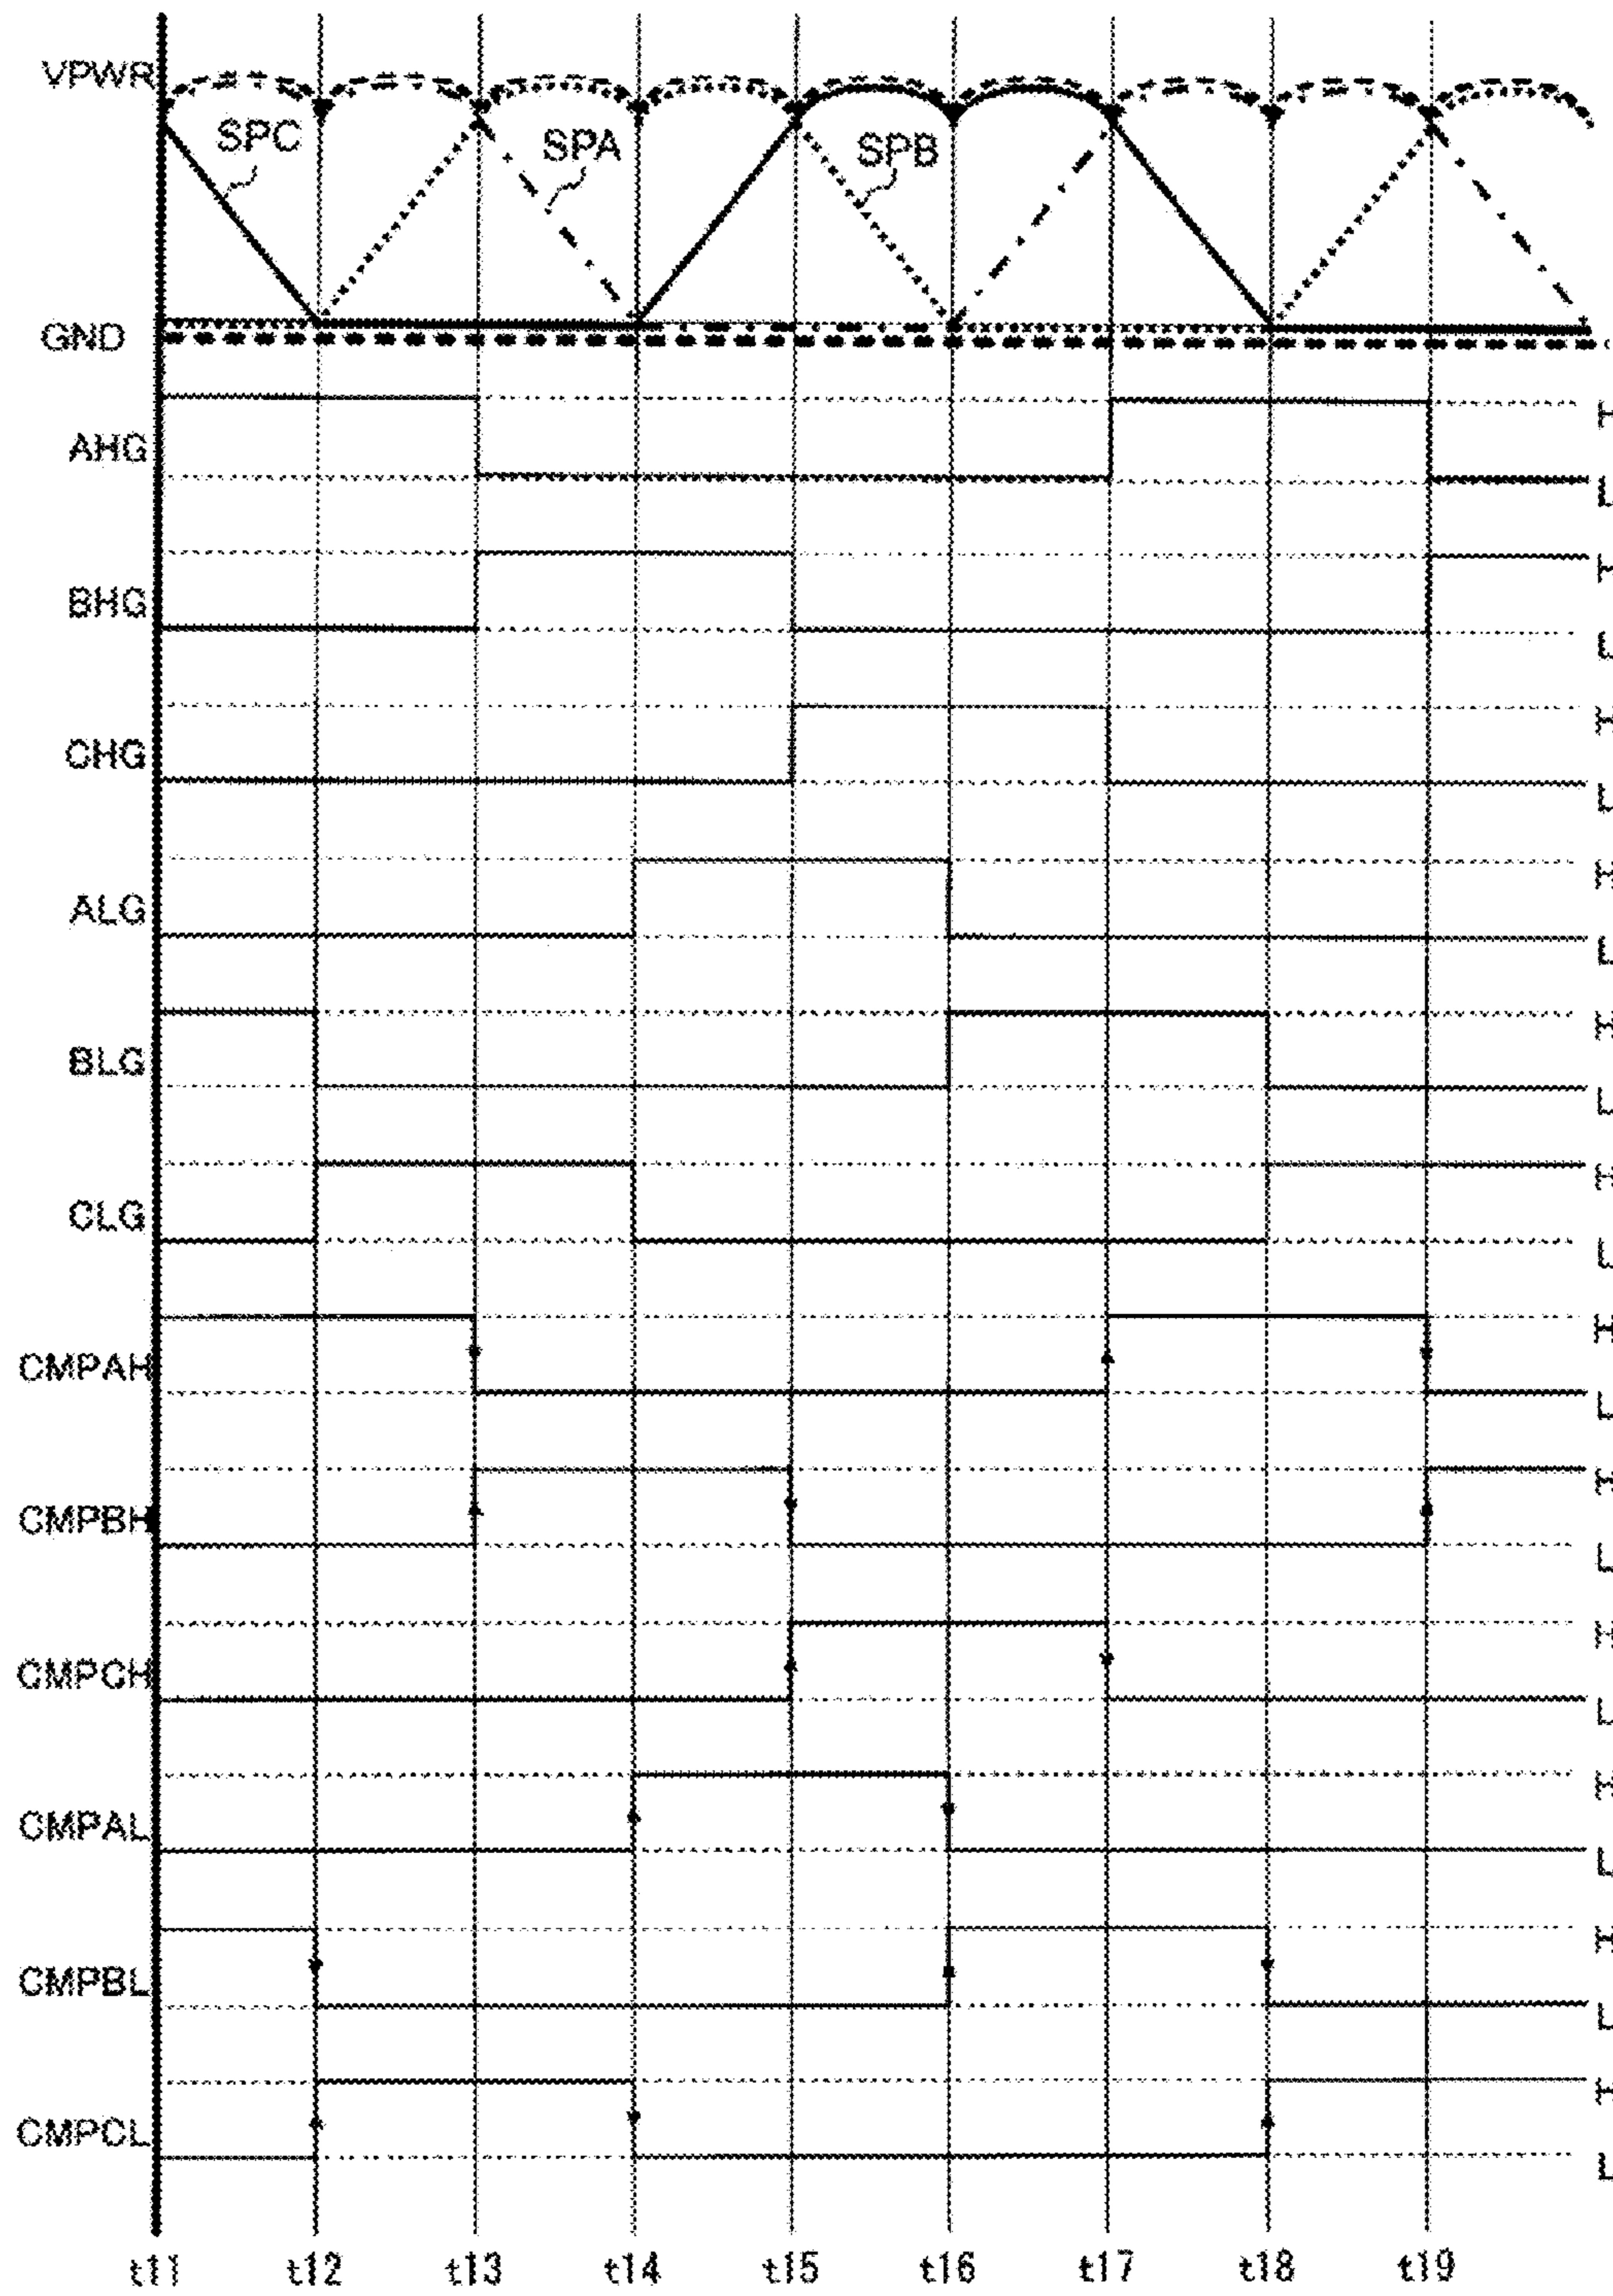 VPWR
SPC
SPA
SPB
GND
AHG
H
L
BHG
H
L
CHG
H
L
ALG
H
L
BLG
H
L
CLG
H
L
CMPAH
H
L
CMPBH
H
L
CMPCH
H
L
CMPAL
H
L
CMPBL
H
L
CMPCL
H
L
t11 t12 t13 t14 t15 t16 t17 t18 t19